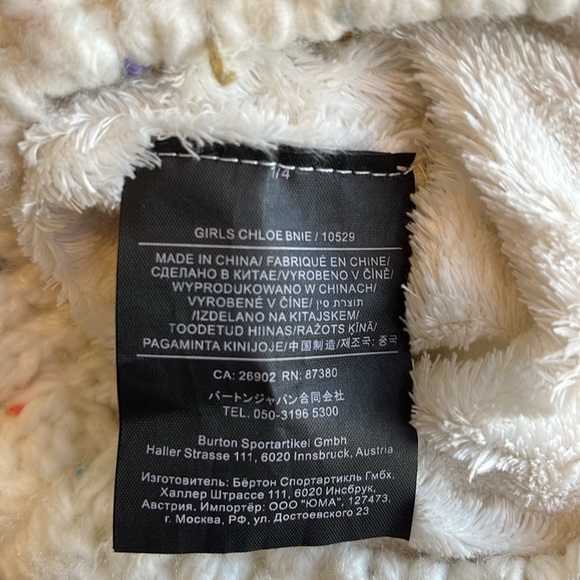 1/4
GIRLS CHLOE BNIE / 10529
MADE IN CHINA/ FABRIQUÉ EN CHINE/
СДЕЛАНО В КИТАЕ/VYROBENO V ČÍNĚ/
WYPRODUKOWANO W CHINACH/
VYROBENÉ V ČÍNE/ תוצרת סין
/IZDELANO NA KITAJSKEM/
TOODETUD HIINAS/RAŽOTS ĶĪNĀ/
PAGAMINTA KINIJOJE/中国制造/제조국: 중국
CA: 26902 RN: 87380
バートンジャパン合同会社
TEL. 050-3196 5300
Burton Sportartikel GmbH
Haller Strasse 111, 6020 Innsbruck, Austria
Изготовитель: Бёртон Спортартикль Гмбх,
Халлер Штрассе 111, 6020 Инсбрук,
Австрия. Импортёр: ООО "ЮМА", 127473,
г. Москва, РФ, ул. Достоевского 23